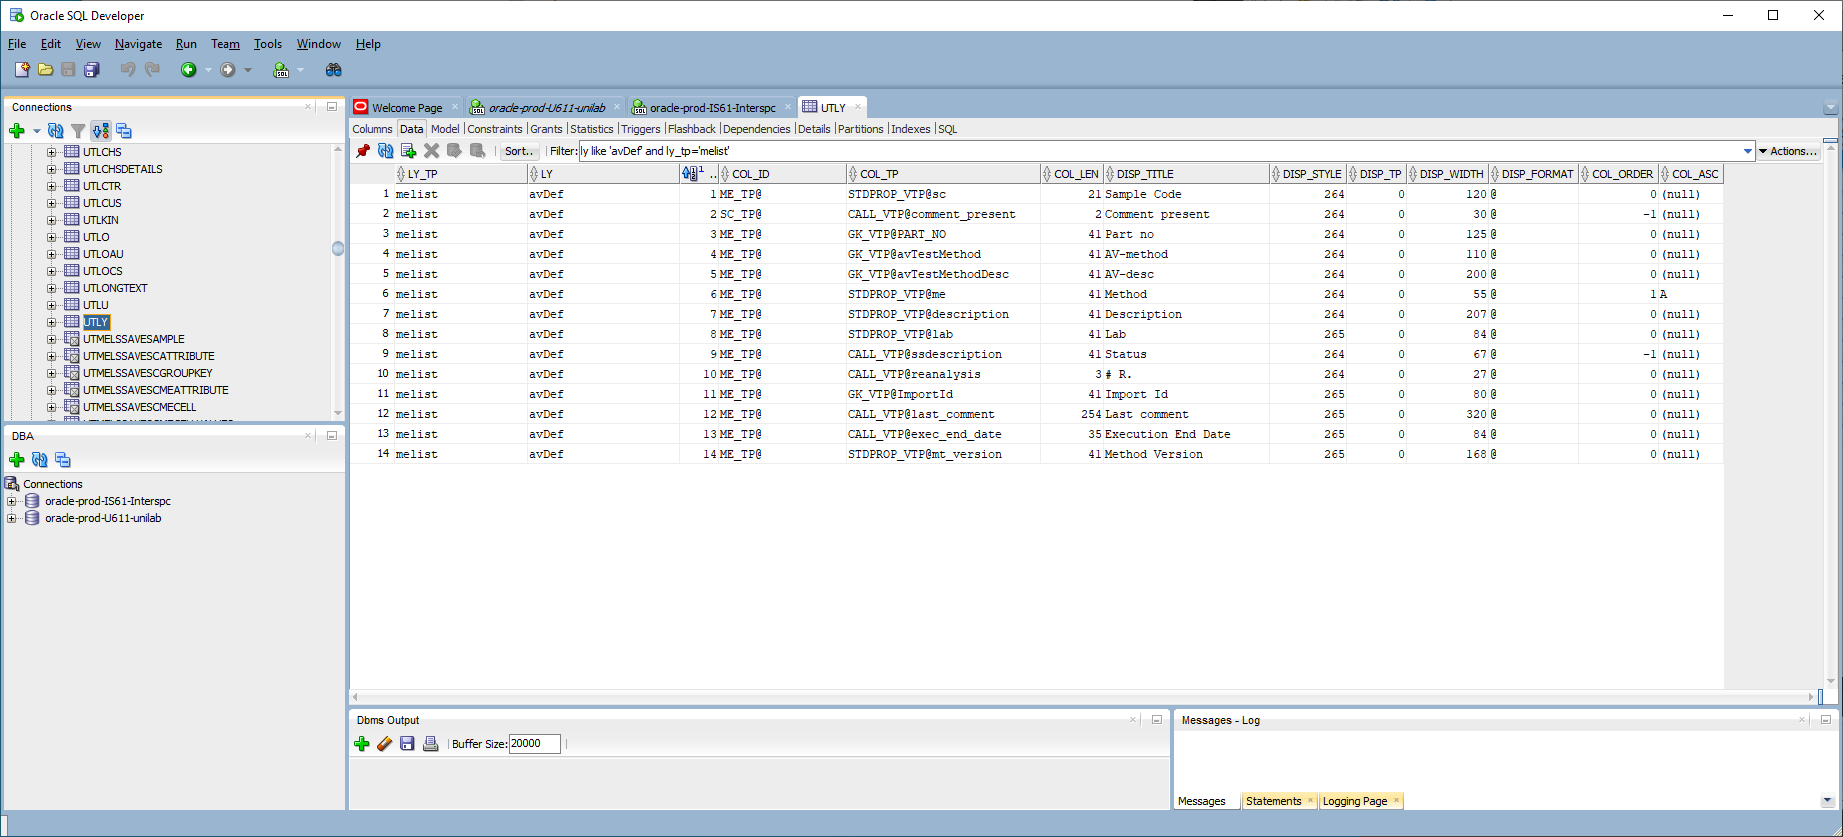 Oracle SQL Developer
File Edit View Navigate Run Team Tools Window Help
Connections
UTLCHS
UTLCHSDETAILS
UTLCTR
UTLCUS
UTLKIN
UTLO
UTLOAU
UTLOCS
UTLONGTEXT
UTLU
UTLY
UTMELSSAVESAMPLE
UTMELSSAVESCATTRIBUTE
UTMELSSAVESCGROUPKEY
UTMELSSAVESCMEATTRIBUTE
UTMELSSAVESCMECELL
DBA
Connections
oracle-prod-IS61-Interspc
oracle-prod-U611-unilab
Welcome Page oracle-prod-U611-unilab oracle-prod-IS61-Interspc UTLY
Columns Data Model Constraints Grants Statistics Triggers Flashback Dependencies Details Partitions Indexes SQL
Sort.. Filter: ly like 'avDef' and ly_tp='melist' Actions...
LY_TP LY .. COL_ID COL_TP COL_LEN DISP_TITLE DISP_STYLE DISP_TP DISP_WIDTH DISP_FORMAT COL_ORDER COL_ASC
1 melist avDef 1 ME_TP@ STDPROP_VTP@sc 21 Sample Code 264 0 120 @ 0 (null)
2 melist avDef 2 SC_TP@ CALL_VTP@comment_present 2 Comment present 264 0 30 @ -1 (null)
3 melist avDef 3 ME_TP@ GK_VTP@PART_NO 41 Part no 264 0 125 @ 0 (null)
4 melist avDef 4 ME_TP@ GK_VTP@avTestMethod 41 AV-method 264 0 110 @ 0 (null)
5 melist avDef 5 ME_TP@ GK_VTP@avTestMethodDesc 41 AV-desc 264 0 200 @ 0 (null)
6 melist avDef 6 ME_TP@ STDPROP_VTP@me 41 Method 264 0 55 @ 1 A
7 melist avDef 7 ME_TP@ STDPROP_VTP@description 41 Description 264 0 207 @ 0 (null)
8 melist avDef 8 ME_TP@ STDPROP_VTP@lab 41 Lab 265 0 84 @ 0 (null)
9 melist avDef 9 ME_TP@ CALL_VTP@ssdescription 41 Status 264 0 67 @ -1 (null)
10 melist avDef 10 ME_TP@ CALL_VTP@reanalysis 3 # R. 264 0 27 @ 0 (null)
11 melist avDef 11 ME_TP@ GK_VTP@ImportId 41 Import Id 265 0 80 @ 0 (null)
12 melist avDef 12 ME_TP@ CALL_VTP@last_comment 254 Last comment 265 0 320 @ 0 (null)
13 melist avDef 13 ME_TP@ CALL_VTP@exec_end_date 35 Execution End Date 265 0 84 @ 0 (null)
14 melist avDef 14 ME_TP@ STDPROP_VTP@mt_version 41 Method Version 265 0 168 @ 0 (null)
Dbms Output
Buffer Size: 20000
Messages - Log
Messages Statements Logging Page